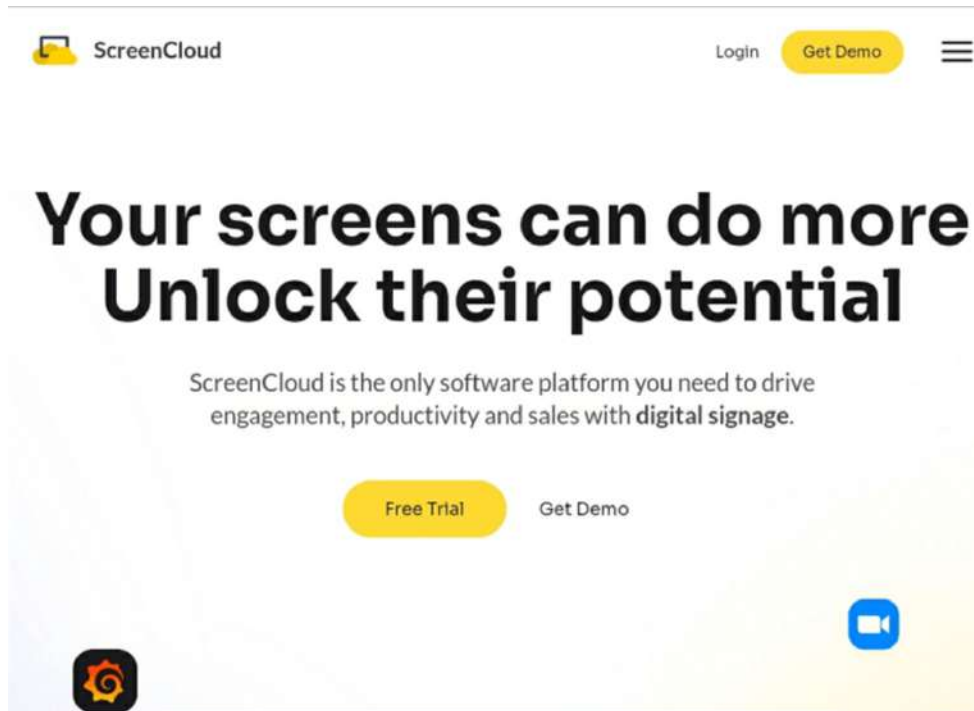 ScreenCloud
Login
Get Demo
Your screens can do more
Unlock their potential
ScreenCloud is the only software platform you need to drive
engagement, productivity and sales with digital signage.
Free Trial
Get Demo